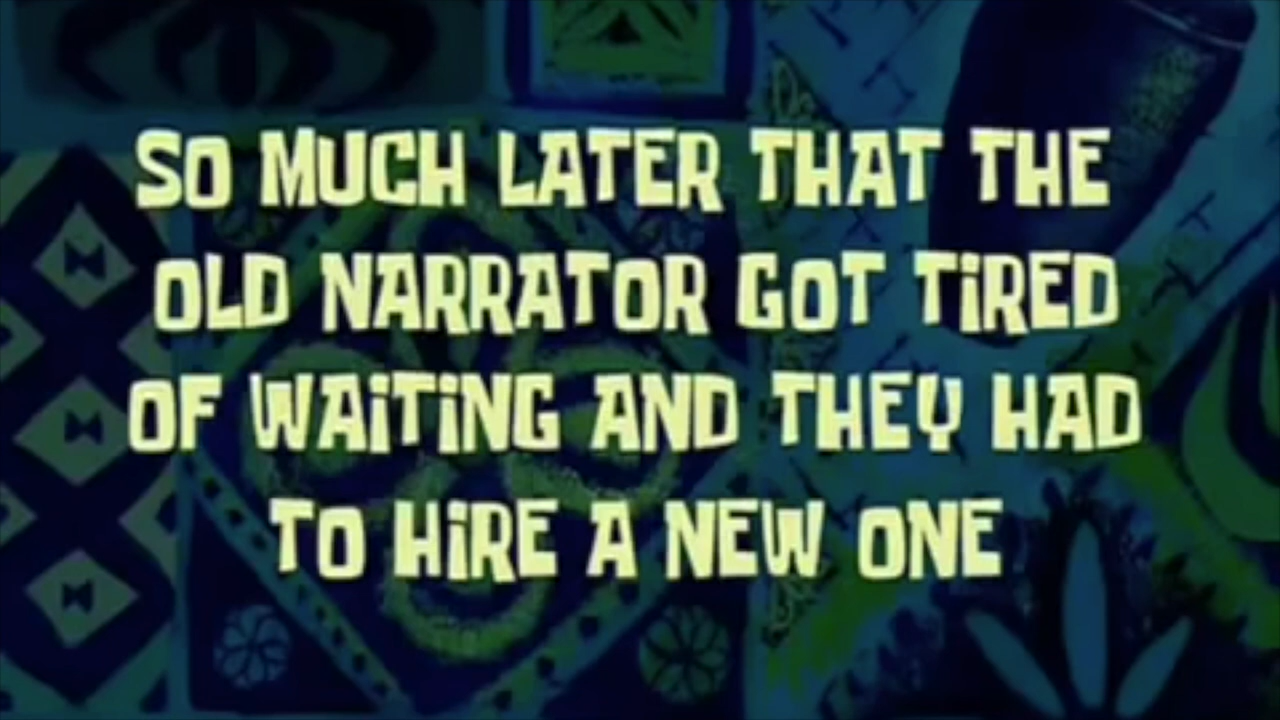 SO MUCH LATER THAT THE
OLD NARRATOR GOT TiRED
OF WAiTiNG AND THEY HAD
TO HiRE A NEW ONE